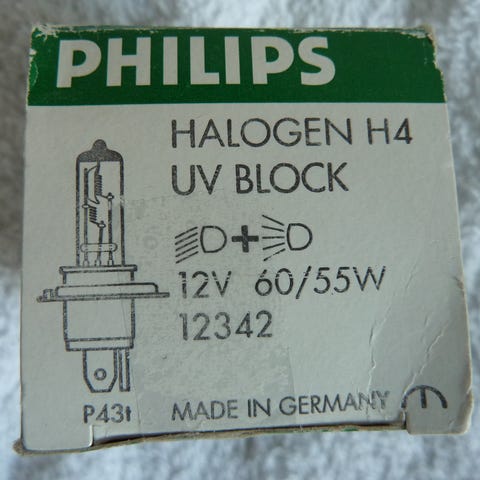 PHILIPS
HALOGEN H4
UV BLOCK
+
12V 60/55W
12342
P43t MADE IN GERMANY